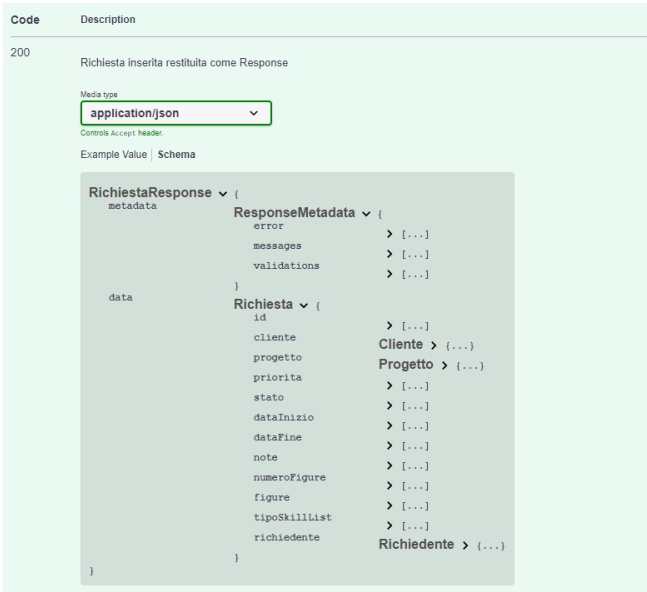 Code Description
200 Richiesta inserita restituita come Response
Media type
application/json
Controls Accept header.
Example Value | Schema
RichiestaResponse {
metadata ResponseMetadata {
error > [...]
messages > [...]
validations > [...]
}
data Richiesta {
id > [...]
cliente Cliente > {...}
progetto Progetto > {...}
priorita > [...]
stato > [...]
dataInizio > [...]
dataFine > [...]
note > [...]
numeroFigure > [...]
figure > [...]
tipoSkillList > [...]
richiedente Richiedente > {...}
}
}